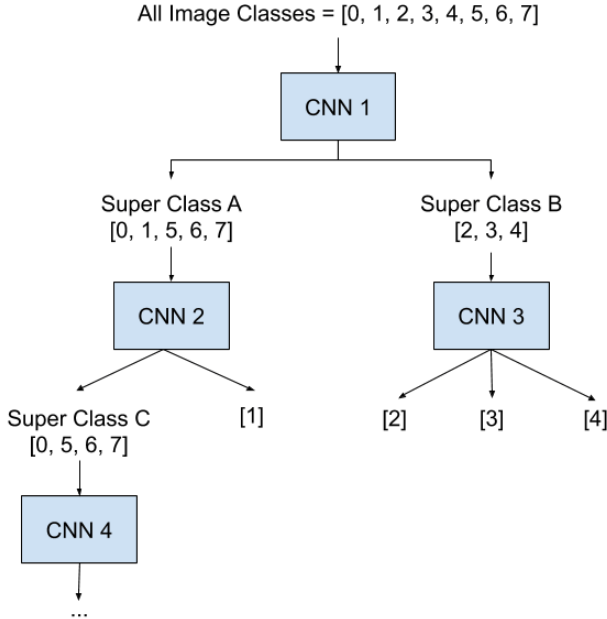 All Image Classes = [0, 1, 2, 3, 4, 5, 6, 7]
CNN 1
Super Class A
[0, 1, 5, 6, 7]
Super Class B
[2, 3, 4]
CNN 2
CNN 3
Super Class C
[0, 5, 6, 7]
[1]
[2]
[3]
[4]
CNN 4
...